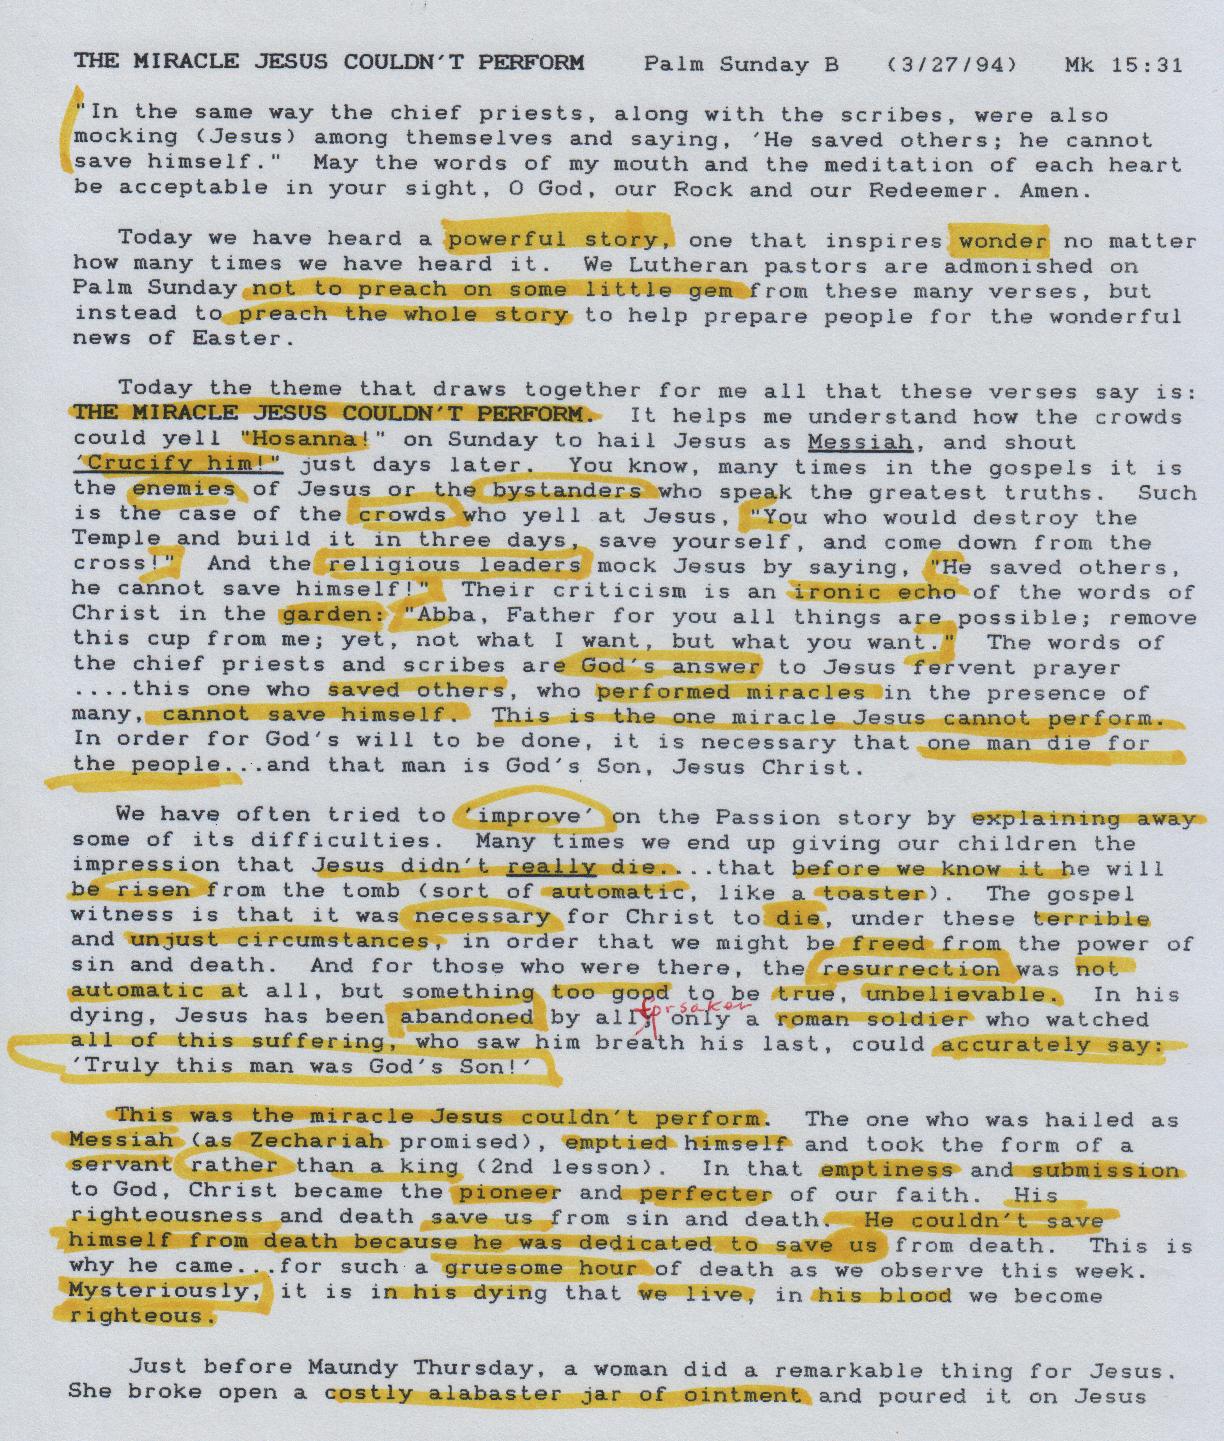 THE MIRACLE JESUS COULDN'T PERFORM Palm Sunday B (3/27/94) Mk 15:31
"In the same way the chief priests, along with the scribes, were also
mocking (Jesus) among themselves and saying, 'He saved others; he cannot
save himself." May the words of my mouth and the meditation of each heart
be acceptable in your sight, O God, our Rock and our Redeemer. Amen.
Today we have heard a powerful story, one that inspires wonder no matter
how many times we have heard it. We Lutheran pastors are admonished on
Palm Sunday not to preach on some little gem from these many verses, but
instead to preach the whole story to help prepare people for the wonderful
news of Easter.
Today the theme that draws together for me all that these verses say is:
THE MIRACLE JESUS COULDN'T PERFORM. It helps me understand how the crowds
could yell "Hosanna!" on Sunday to hail Jesus as Messiah, and shout
'Crucify him!" just days later. You know, many times in the gospels it is
the enemies of Jesus or the bystanders who speak the greatest truths. Such
is the case of the crowds who yell at Jesus, "You who would destroy the
Temple and build it in three days, save yourself, and come down from the
cross!" And the religious leaders mock Jesus by saying, "He saved others,
he cannot save himself!" Their criticism is an ironic echo of the words of
Christ in the garden: "Abba, Father for you all things are possible; remove
this cup from me; yet, not what I want, but what you want." The words of
the chief priests and scribes are God's answer to Jesus fervent prayer
....this one who saved others, who performed miracles in the presence of
many, cannot save himself. This is the one miracle Jesus cannot perform.
In order for God's will to be done, it is necessary that one man die for
the people...and that man is God's Son, Jesus Christ.
We have often tried to 'improve' on the Passion story by explaining away
some of its difficulties. Many times we end up giving our children the
impression that Jesus didn't really die....that before we know it he will
be risen from the tomb (sort of automatic, like a toaster). The gospel
witness is that it was necessary for Christ to die, under these terrible
and unjust circumstances, in order that we might be freed from the power of
sin and death. And for those who were there, the resurrection was not
automatic at all, but something too good to be true, unbelievable. In his
forsaken
dying, Jesus has been abandoned by all; only a roman soldier who watched
all of this suffering, who saw him breath his last, could accurately say:
'Truly this man was God's Son!'
This was the miracle Jesus couldn't perform. The one who was hailed as
Messiah (as Zechariah promised), emptied himself and took the form of a
servant rather than a king (2nd lesson). In that emptiness and submission
to God, Christ became the pioneer and perfecter of our faith. His
righteousness and death save us from sin and death. He couldn't save
himself from death because he was dedicated to save us from death. This is
why he came...for such a gruesome hour of death as we observe this week.
Mysteriously, it is in his dying that we live, in his blood we become
righteous.
Just before Maundy Thursday, a woman did a remarkable thing for Jesus.
She broke open a costly alabaster jar of ointment and poured it on Jesus